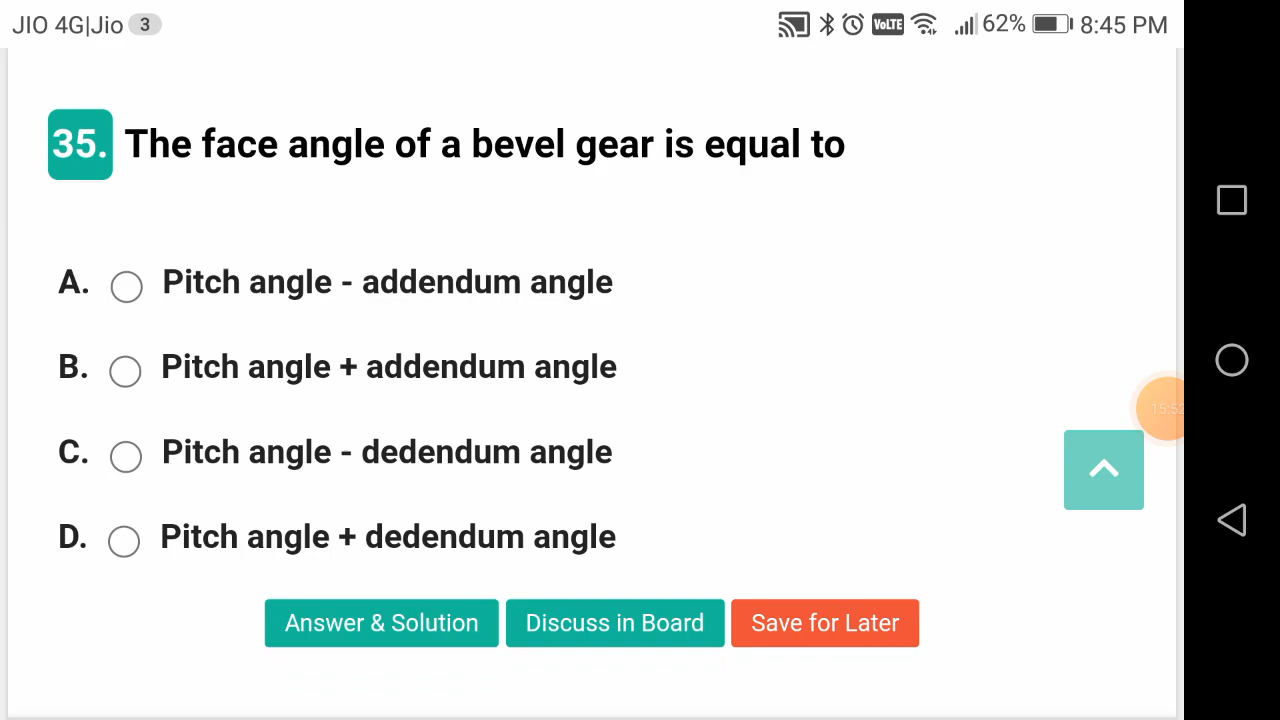 JIO 4G|Jio 3 VoLTE 62% 8:45 PM
35. The face angle of a bevel gear is equal to
A. Pitch angle - addendum angle
B. Pitch angle + addendum angle
C. Pitch angle - dedendum angle
D. Pitch angle + dedendum angle
Answer & Solution Discuss in Board Save for Later